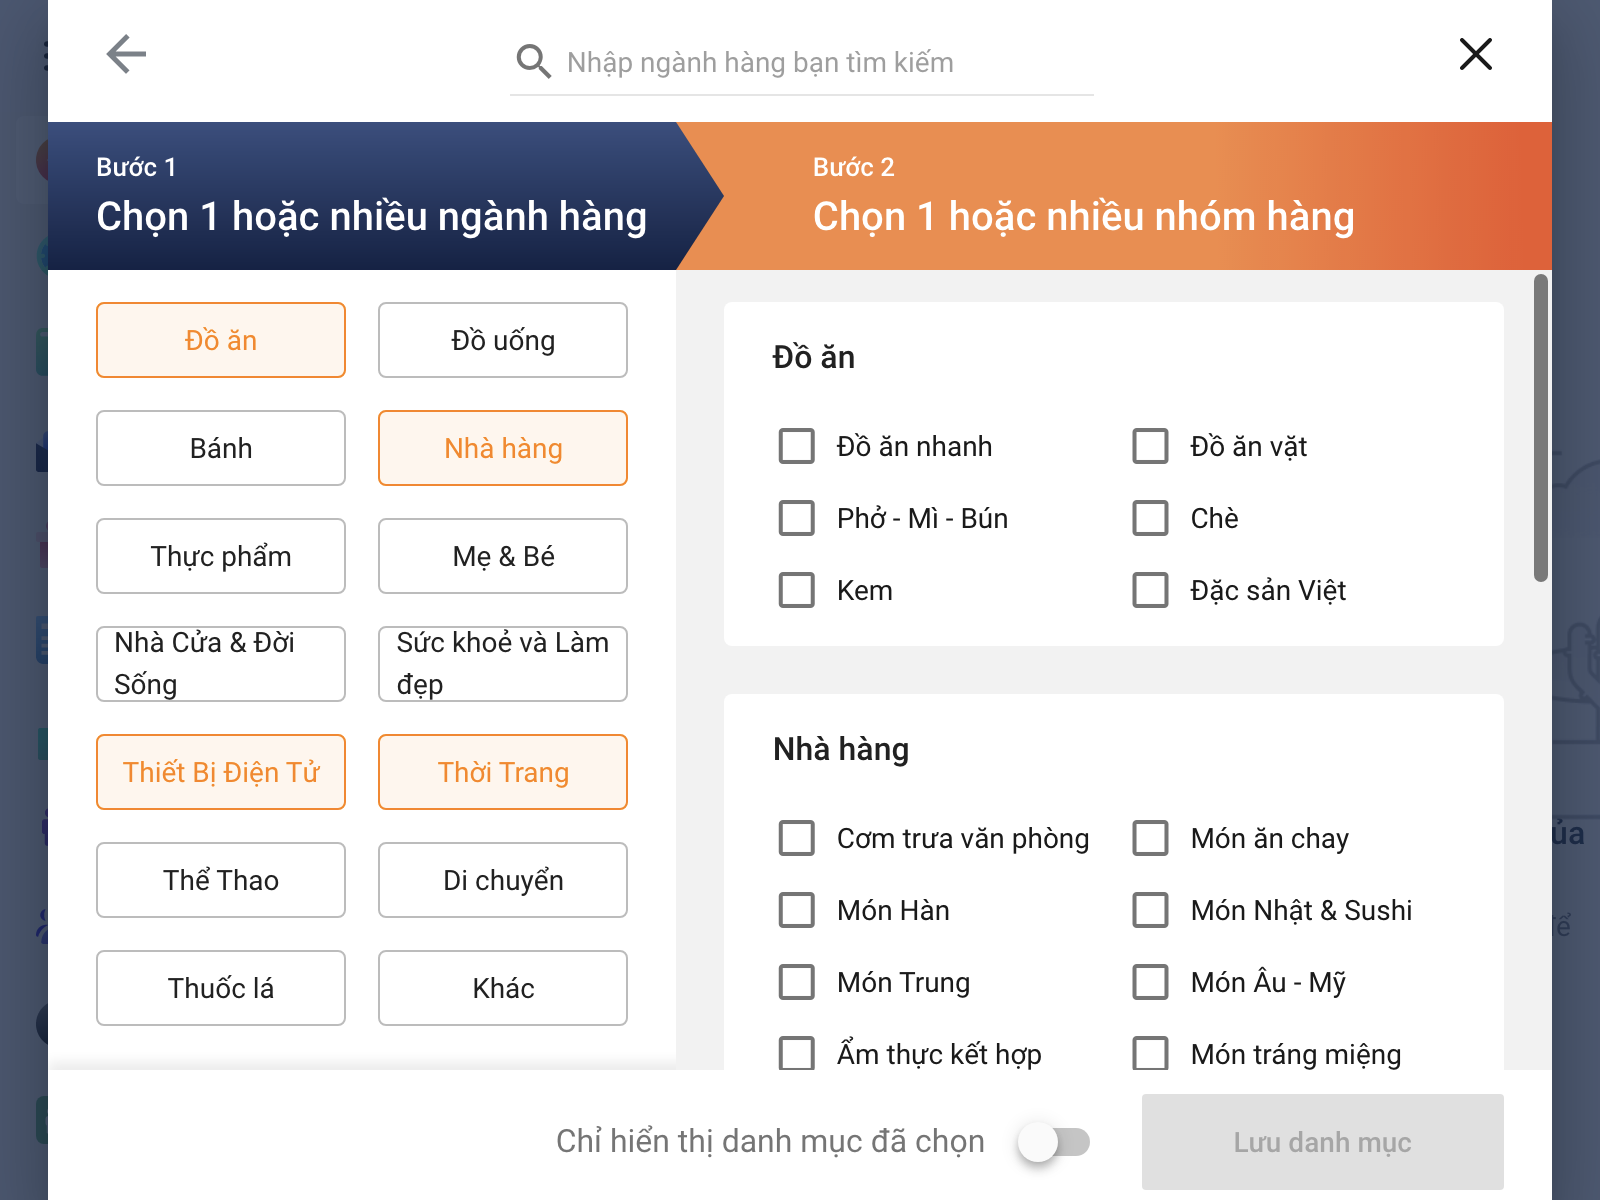 Nhập ngành hàng bạn tìm kiếm
Bước 1
Chọn 1 hoặc nhiều ngành hàng
Bước 2
Chọn 1 hoặc nhiều nhóm hàng
Đồ ăn
Đồ uống
Bánh
Nhà hàng
Thực phẩm
Mẹ & Bé
Nhà Cửa & Đời
Sống
Sức khoẻ và Làm
đẹp
Thiết Bị Điện Tử
Thời Trang
Thể Thao
Di chuyển
Thuốc lá
Khác
Đồ ăn
Đồ ăn nhanh
Đồ ăn vặt
Phở - Mì - Bún
Chè
Kem
Đặc sản Việt
Nhà hàng
Cơm trưa văn phòng
Món ăn chay
Món Hàn
Món Nhật & Sushi
Món Trung
Món Âu - Mỹ
Ẩm thực kết hợp
Món tráng miệng
Chỉ hiển thị danh mục đã chọn
Lưu danh mục